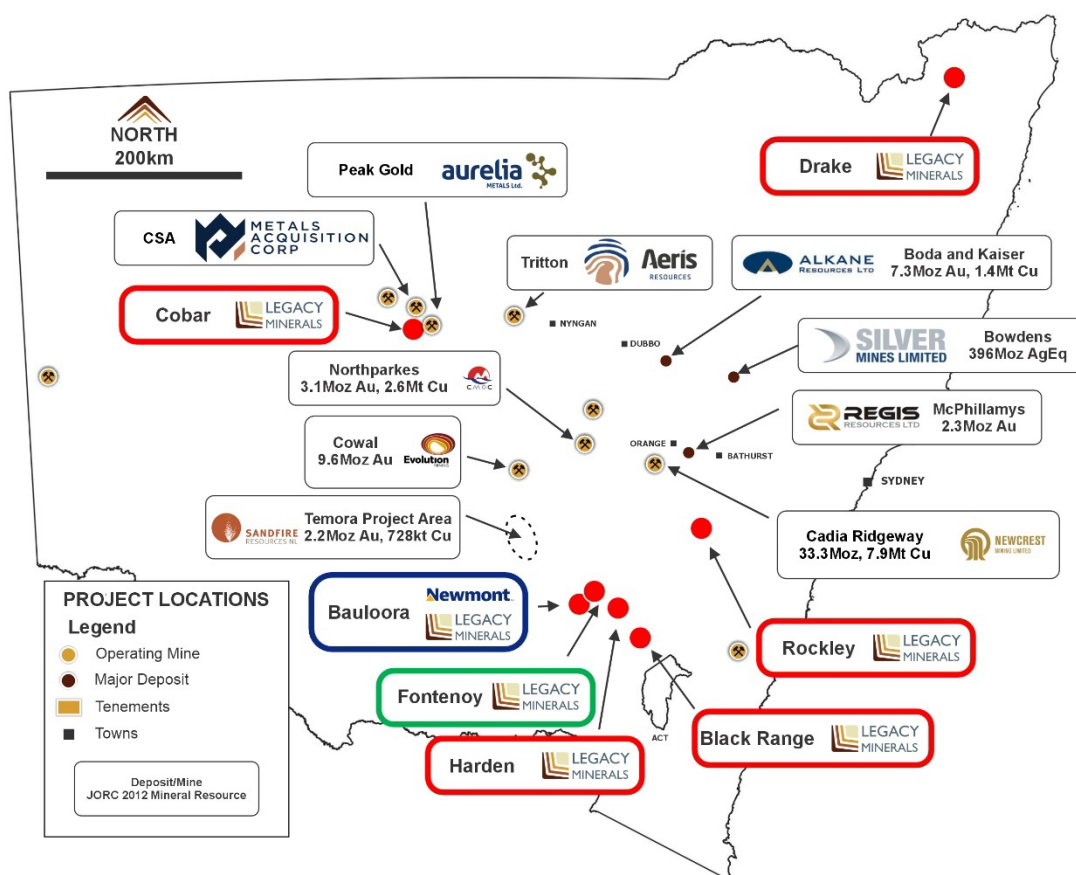 NORTH
200km
Peak Gold
aurelia
METALS Ltd.
Drake
LEGACY
MINERALS
CSA
METALS
ACQUISITION
CORP
Tritton
Aeris
RESOURCES
ALKANE
RESOURCES LTD
Boda and Kaiser
7.3Moz Au, 1.4Mt Cu
Cobar
LEGACY
MINERALS
NYNGAN
DUBBO
SILVER
MINES LIMITED
Bowdens
396Moz AgEq
Northparkes
3.1Moz Au, 2.6Mt Cu
CMOC
REGIS
RESOURCES LTD
McPhillamys
2.3Moz Au
Cowal
9.6Moz Au
Evolution
MINING
ORANGE
BATHURST
SYDNEY
SANDFIRE
RESOURCES NL
Temora Project Area
2.2Moz Au, 728kt Cu
Cadia Ridgeway
33.3Moz, 7.9Mt Cu
NEWCREST
MINING LIMITED
Bauloora
Newmont
LEGACY
MINERALS
Rockley
LEGACY
MINERALS
Fontenoy
LEGACY
MINERALS
ACT
Black Range
LEGACY
MINERALS
Harden
LEGACY
MINERALS
PROJECT LOCATIONS
Legend
Operating Mine
Major Deposit
Tenements
Towns
Deposit/Mine
JORC 2012 Mineral Resource